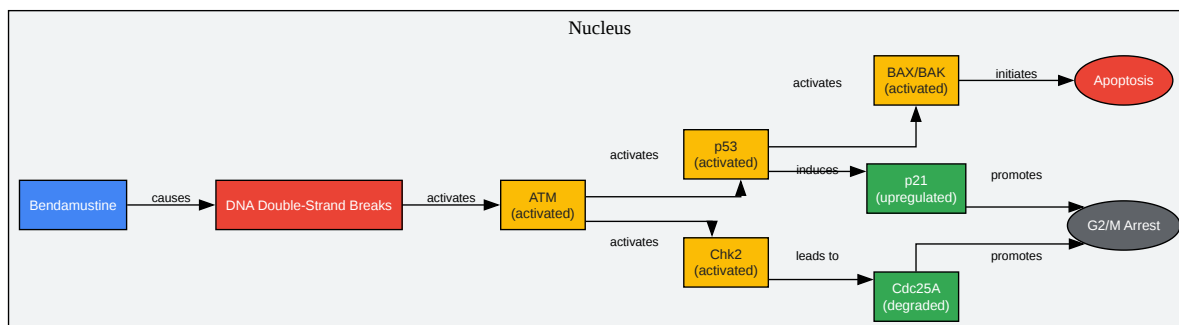 Nucleus
BAX/BAK
(activated)
activates
initiates
Apoptosis
p53
(activated)
activates
induces
p21
(upregulated)
promotes
Bendamustine
causes
DNA Double-Strand Breaks
activates
ATM
(activated)
G2/M Arrest
activates
Chk2
(activated)
leads to
promotes
Cdc25A
(degraded)